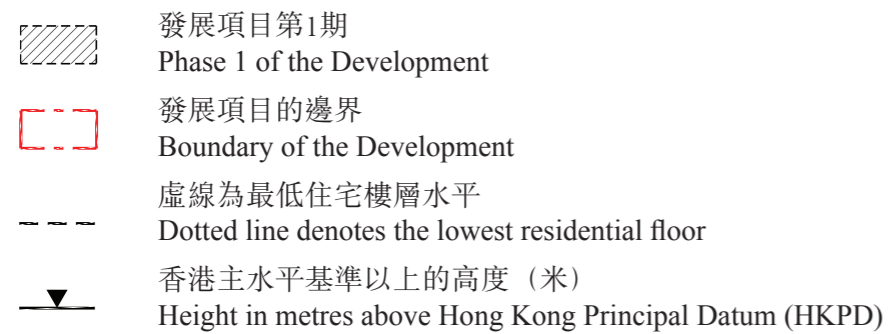 發展項目第1期
Phase 1 of the Development
發展項目的邊界
Boundary of the Development
虛線為最低住宅樓層水平
Dotted line denotes the lowest residential floor
香港主水平基準以上的高度（米）
Height in metres above Hong Kong Principal Datum (HKPD)